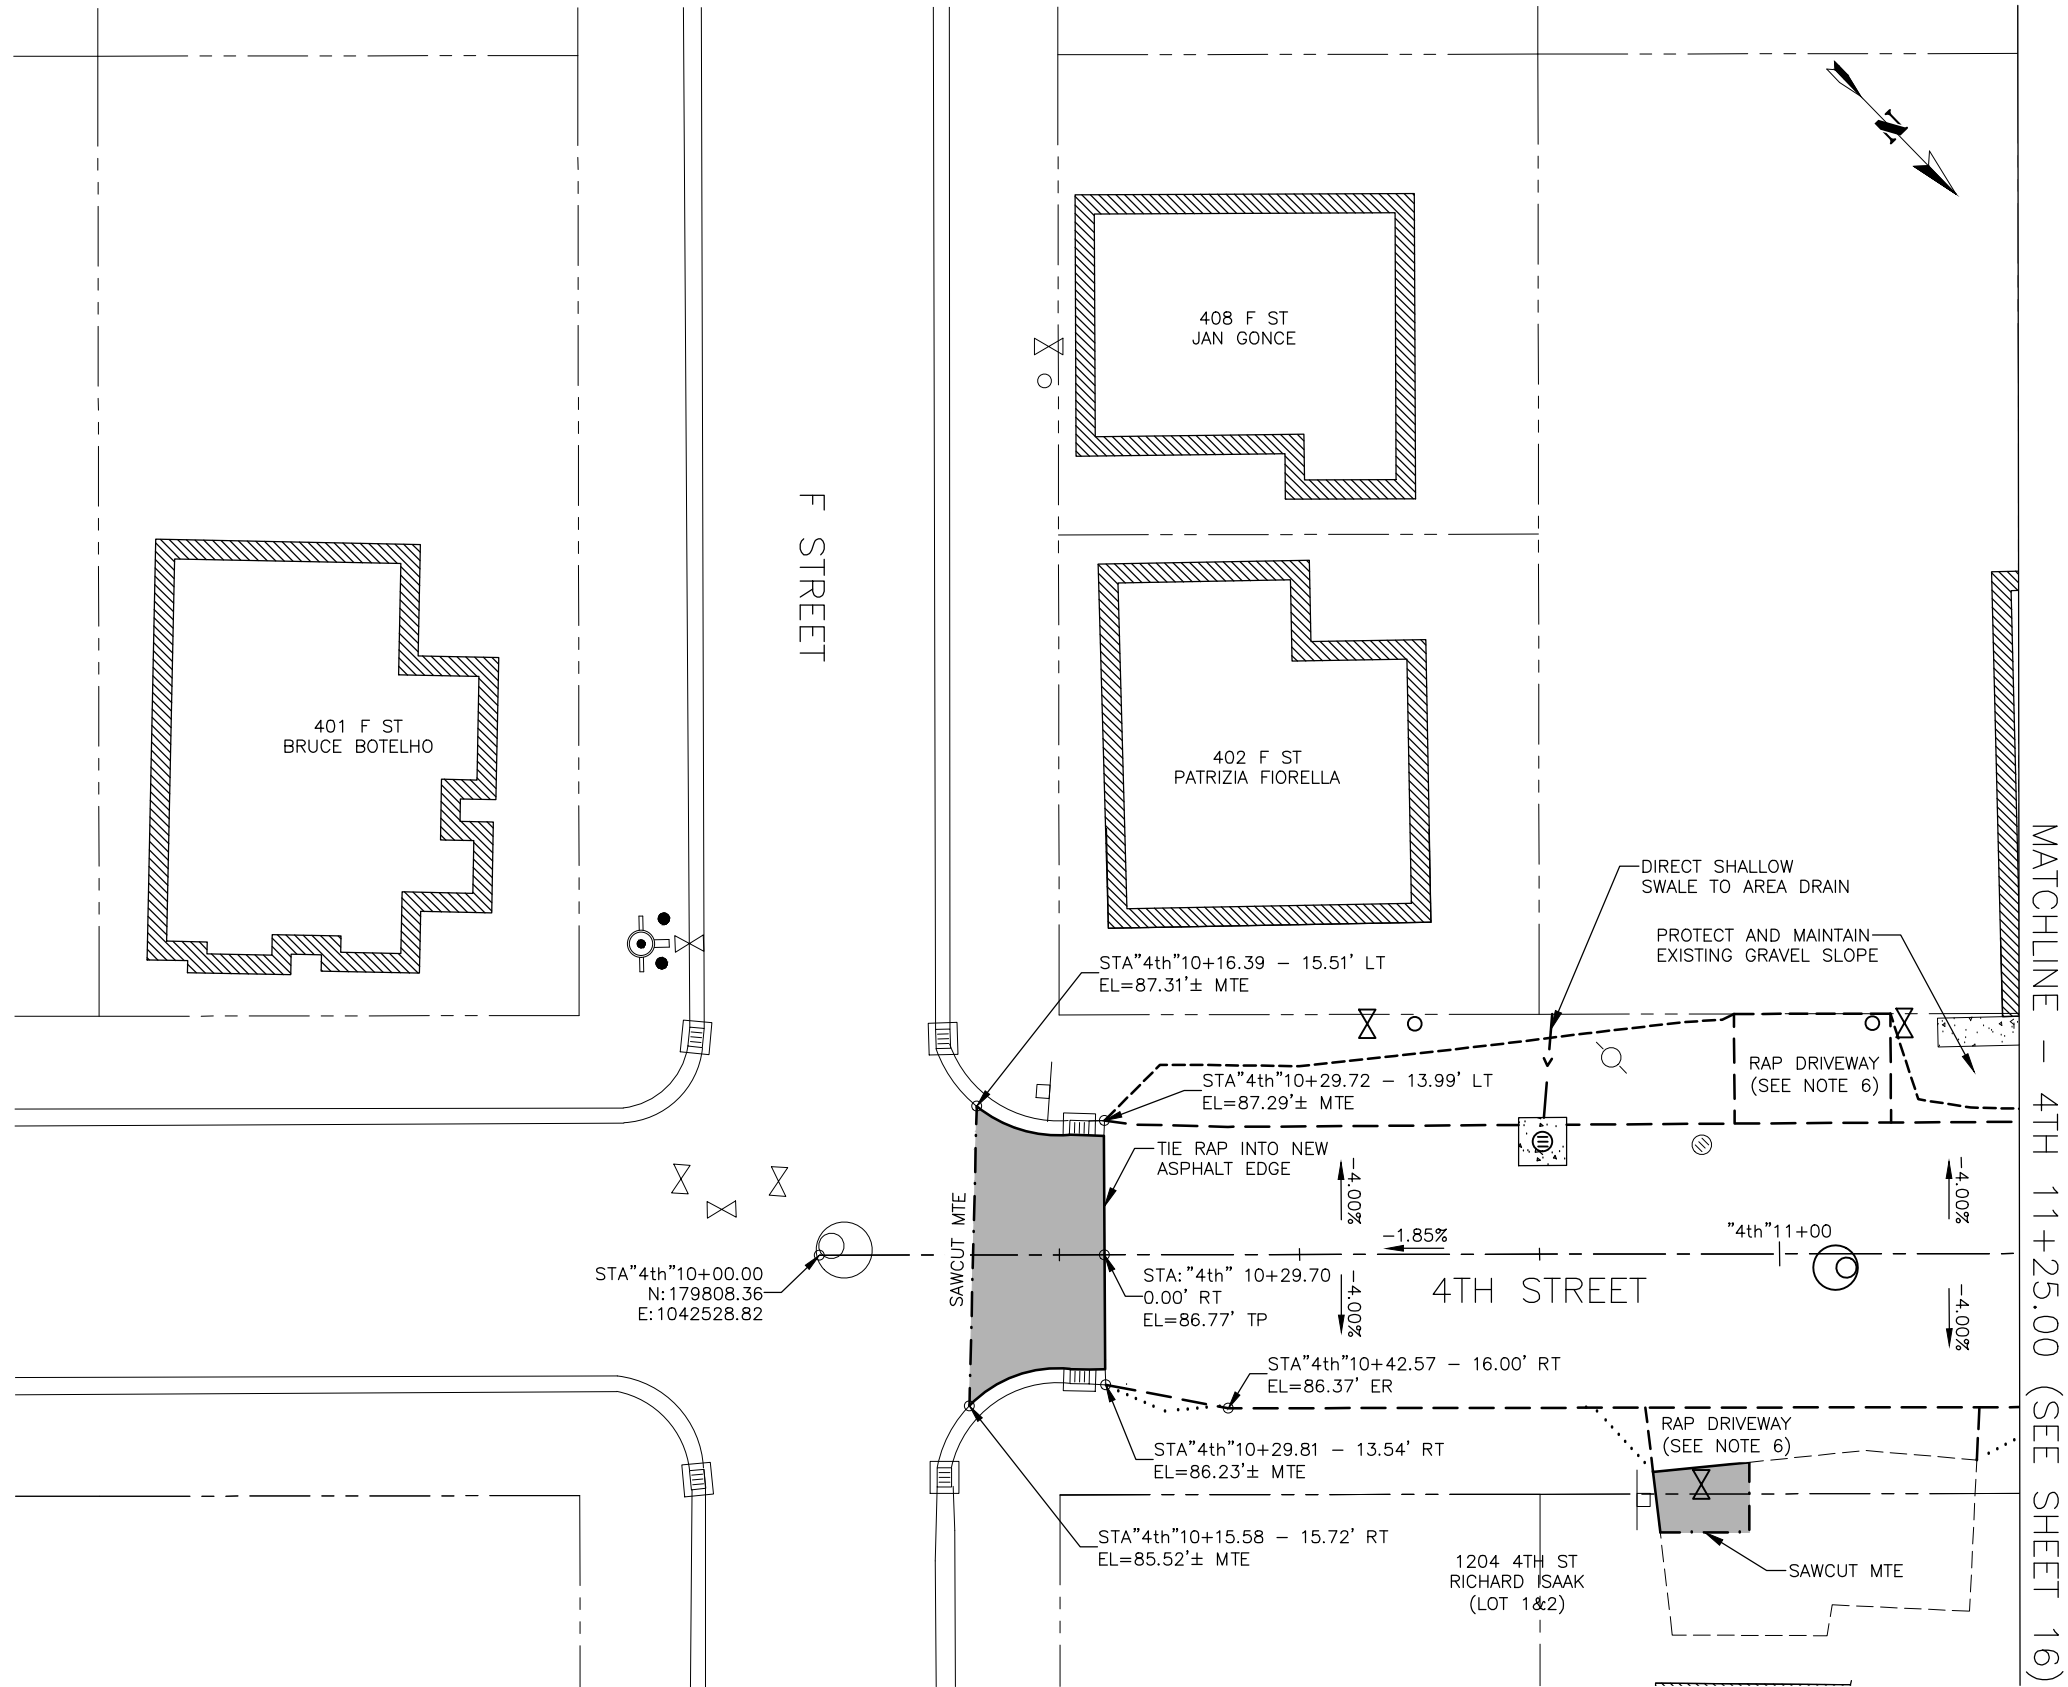 N
408 F ST
JAN GONCE
F STREET
401 F ST
BRUCE BOTELHO
402 F ST
PATRIZIA FIORELLA
DIRECT SHALLOW
SWALE TO AREA DRAIN
PROTECT AND MAINTAIN
EXISTING GRAVEL SLOPE
MATCHLINE - 4TH 11+25.00 (SEE SHEET 16)
STA"4th"10+16.39 - 15.51' LT
EL=87.31'± MTE
RAP DRIVEWAY
(SEE NOTE 6)
STA"4th"10+29.72 - 13.99' LT
EL=87.29'± MTE
TIE RAP INTO NEW
ASPHALT EDGE
-4.00%
-4.00%
SAWCUT MTE
-1.85%
"4th"11+00
STA"4th"10+00.00
N:179808.36
E:1042528.82
STA:"4th" 10+29.70
0.00' RT
EL=86.77' TP
4TH STREET
-4.00%
-4.00%
STA"4th"10+42.57 - 16.00' RT
EL=86.37' ER
RAP DRIVEWAY
(SEE NOTE 6)
STA"4th"10+29.81 - 13.54' RT
EL=86.23'± MTE
STA"4th"10+15.58 - 15.72' RT
EL=85.52'± MTE
1204 4TH ST
RICHARD ISAAK
(LOT 1&2)
SAWCUT MTE